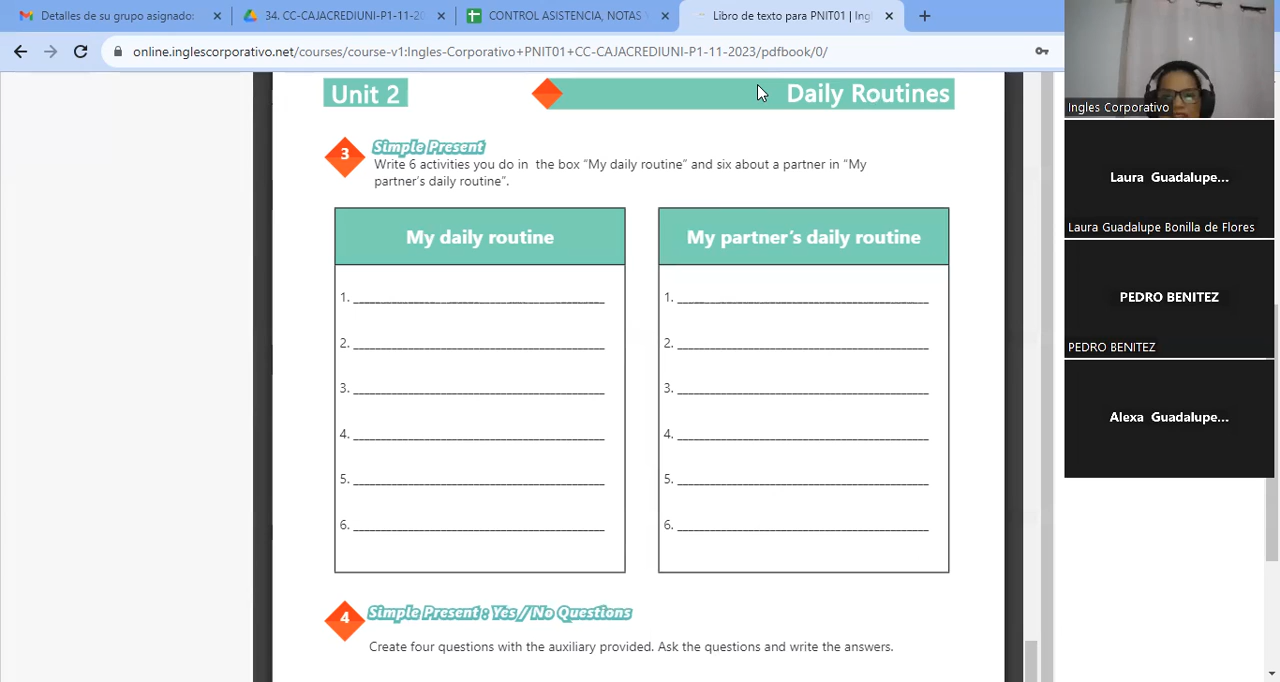 Detalles de su grupo asignado:
34. CC-CAJACREDIUNI-P1-11-20
CONTROL ASISTENCIA, NOTAS
Libro de texto para PNIT01 | Ing
online.inglescorporativo.net/courses/course-v1:Ingles-Corporativo+PNIT01+CC-CAJACREDIUNI-P1-11-2023/pdfbook/0/
Unit 2
Daily Routines
3
Simple Present
Write 6 activities you do in the box “My daily routine” and six about a partner in “My
partner’s daily routine”.
My daily routine
1.
2.
3.
4.
5.
6.
My partner’s daily routine
1.
2.
3.
4.
5.
6.
4
Simple Present : Yes / No Questions
Create four questions with the auxiliary provided. Ask the questions and write the answers.
Ingles Corporativo
Laura Guadalupe...
Laura Guadalupe Bonilla de Flores
PEDRO BENITEZ
PEDRO BENITEZ
Alexa Guadalupe...